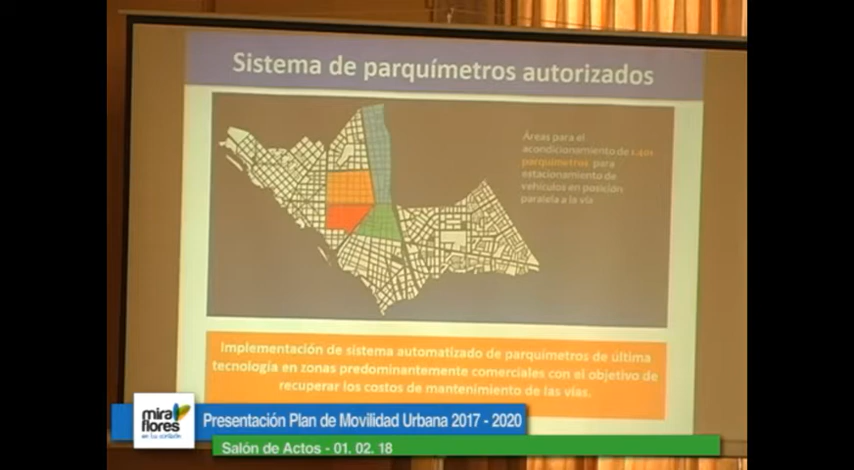 Sistema de parquímetros autorizados
Áreas para el
acondicionamiento de 1,401
parquímetros para
estacionamiento de
vehículos en posición
paralela a la vía
Implementación de sistema automatizado de parquímetros de última
tecnología en zonas predominantemente comerciales con el objetivo de
recuperar los costos de mantenimiento de las vías.
mira
flores
en tu corazón
Presentación Plan de Movilidad Urbana 2017 - 2020
Salón de Actos - 01. 02. 18